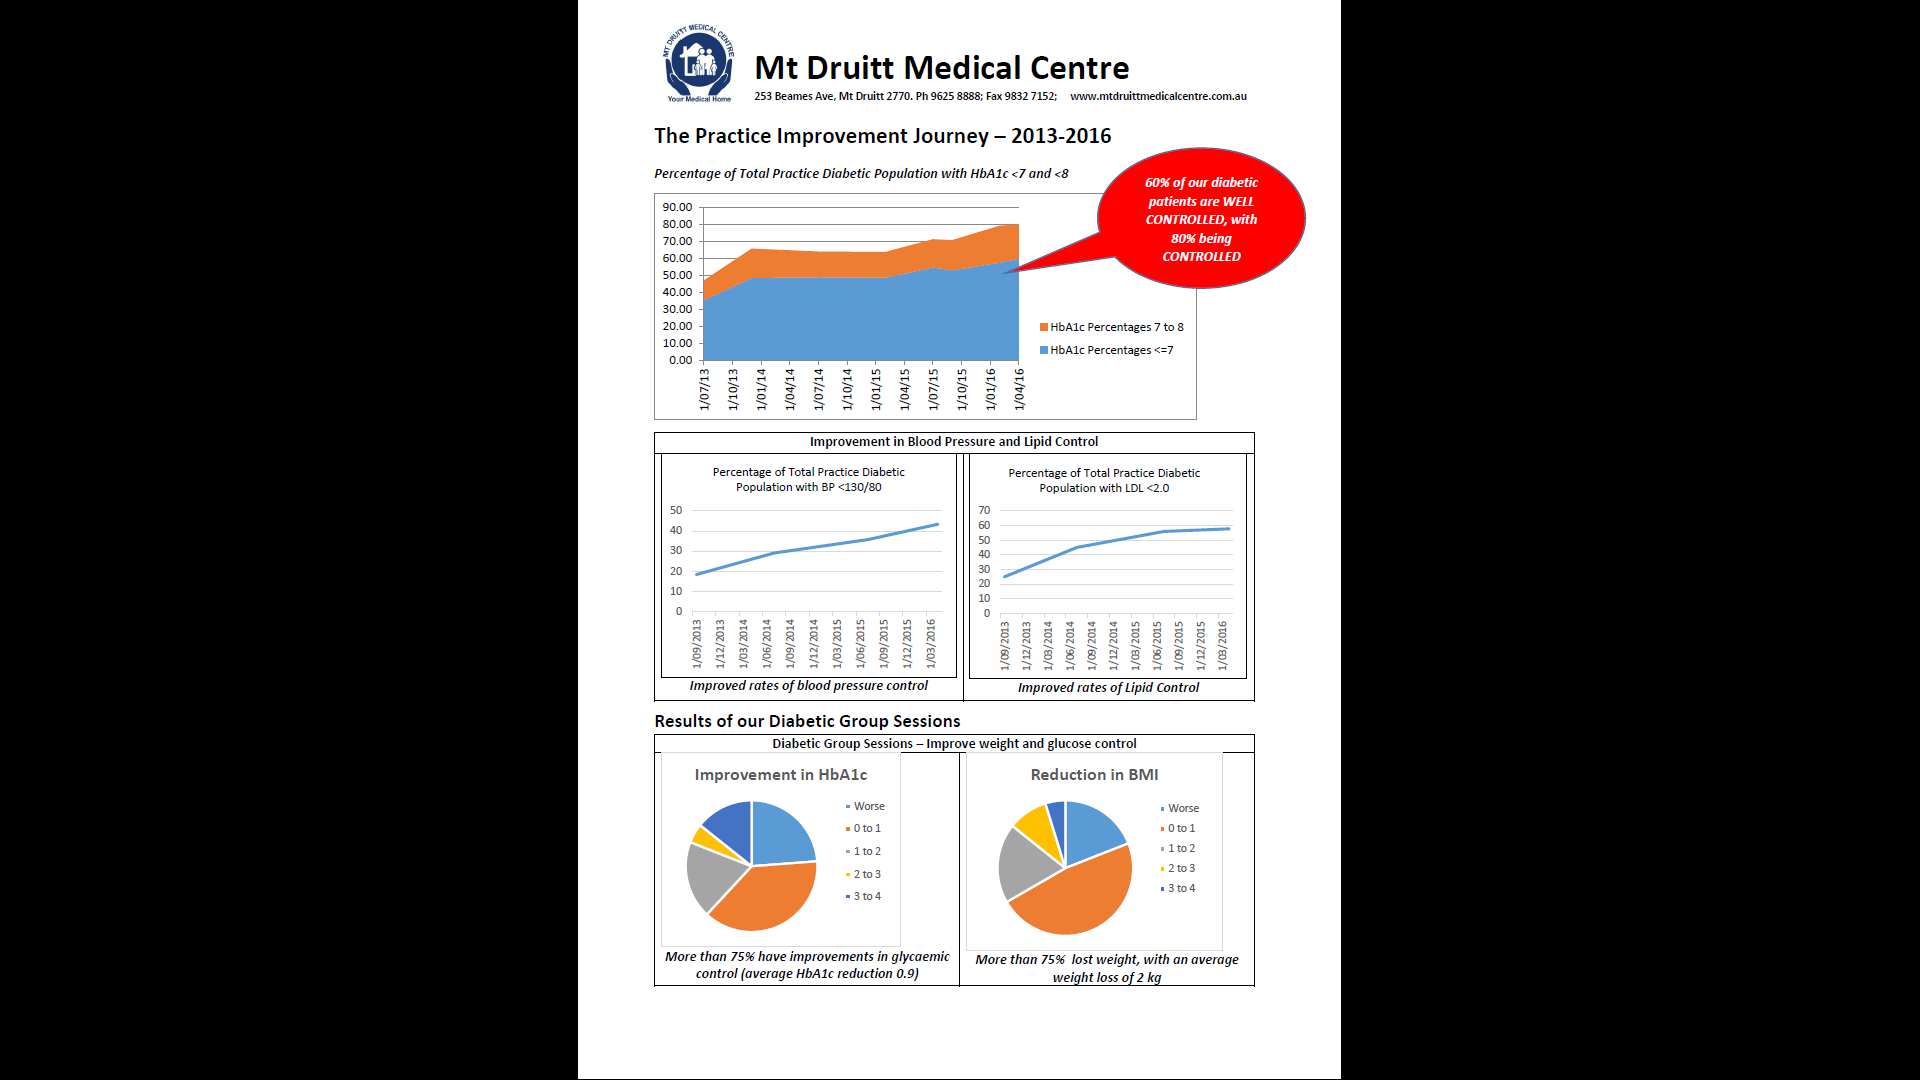 MT DRUITT MEDICAL CENTRE
Your Medical Home
Mt Druitt Medical Centre
253 Beames Ave, Mt Druitt 2770. Ph 9625 8888; Fax 9832 7152; www.mtdruittmedicalcentre.com.au
The Practice Improvement Journey – 2013-2016
Percentage of Total Practice Diabetic Population with HbA1c <7 and <8
60% of our diabetic
patients are WELL
CONTROLLED, with
80% being
CONTROLLED
90.00
80.00
70.00
60.00
50.00
40.00
30.00
20.00
10.00
0.00
1/07/13
1/10/13
1/01/14
1/04/14
1/07/14
1/10/14
1/01/15
1/04/15
1/07/15
1/10/15
1/01/16
1/04/16
HbA1c Percentages 7 to 8
HbA1c Percentages <=7
Improvement in Blood Pressure and Lipid Control
Percentage of Total Practice Diabetic
Population with BP <130/80
50
40
30
20
10
0
1/09/2013
1/12/2013
1/03/2014
1/06/2014
1/09/2014
1/12/2014
1/03/2015
1/06/2015
1/09/2015
1/12/2015
1/03/2016
Improved rates of blood pressure control
Percentage of Total Practice Diabetic
Population with LDL <2.0
70
60
50
40
30
20
10
0
1/09/2013
1/12/2013
1/03/2014
1/06/2014
1/09/2014
1/12/2014
1/03/2015
1/06/2015
1/09/2015
1/12/2015
1/03/2016
Improved rates of Lipid Control
Results of our Diabetic Group Sessions
Diabetic Group Sessions – Improve weight and glucose control
Improvement in HbA1c
Worse
0 to 1
1 to 2
2 to 3
3 to 4
More than 75% have improvements in glycaemic
control (average HbA1c reduction 0.9)
Reduction in BMI
Worse
0 to 1
1 to 2
2 to 3
3 to 4
More than 75% lost weight, with an average
weight loss of 2 kg